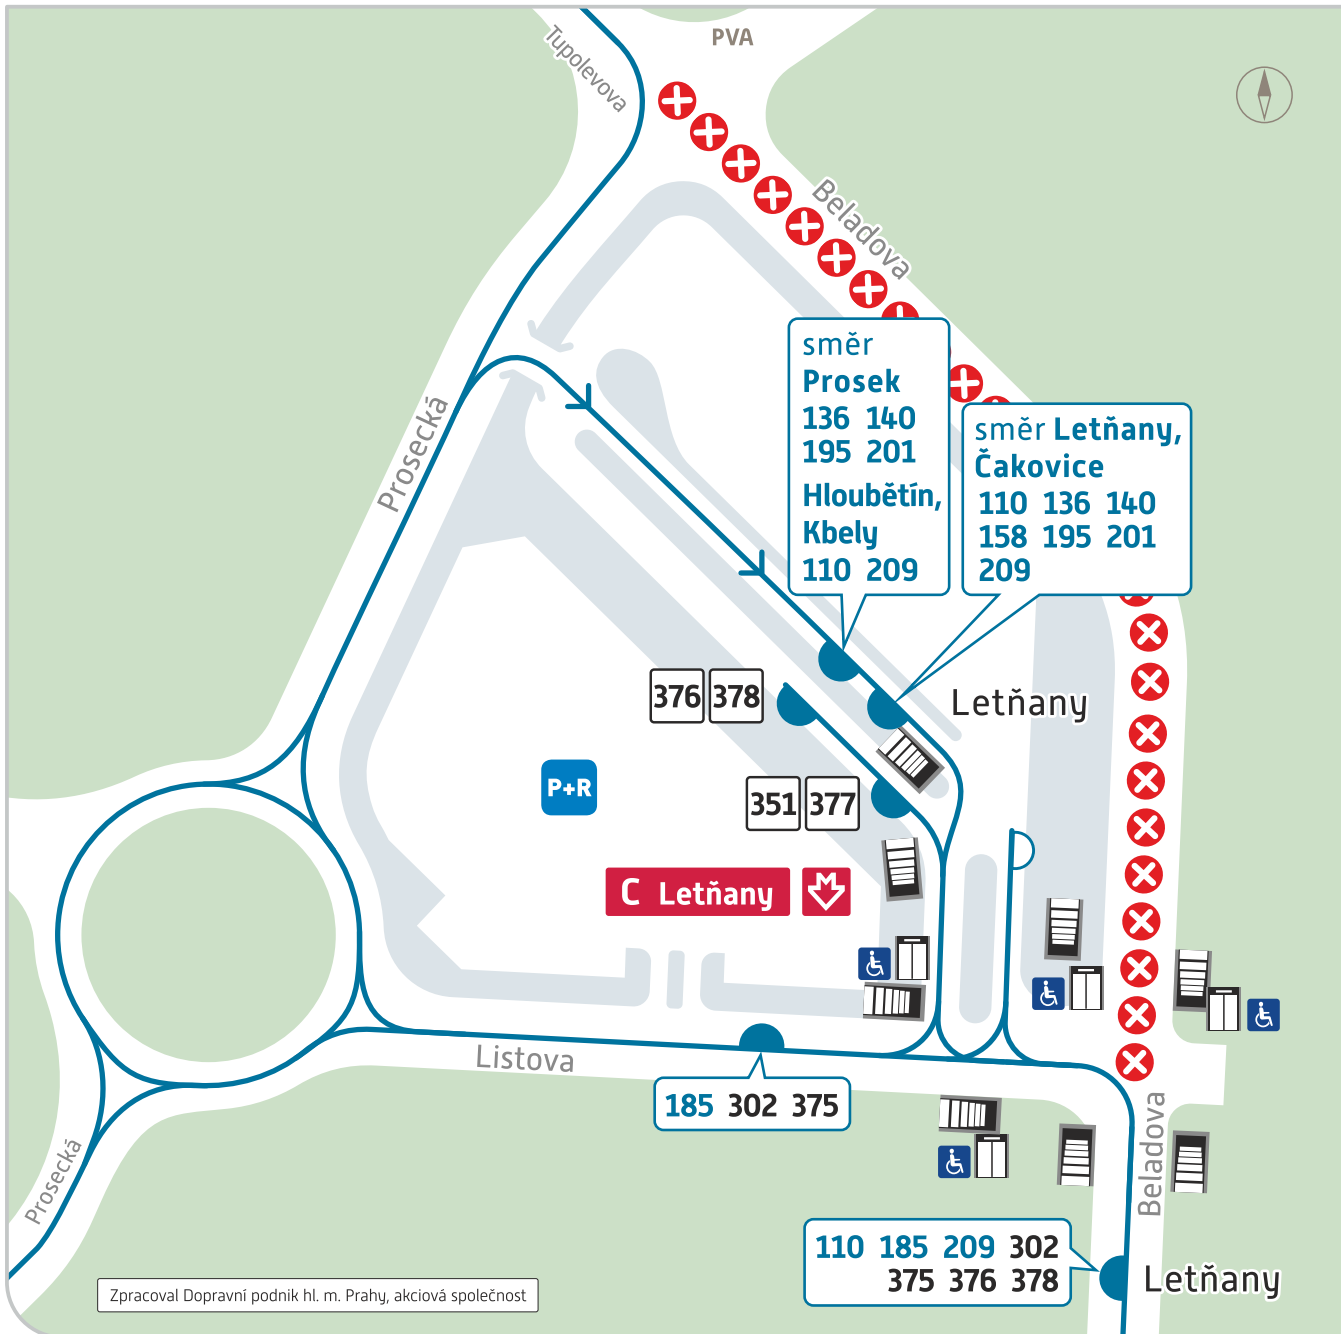 PVA
Tupolevova
Beladova
směr
Prosek
136 140
195 201
Hloubětín,
Kbely
110 209
směr Letňany,
Čakovice
110 136 140
158 195 201
209
Prosecká
376 378
Letňany
P+R
351 377
C Letňany
Listova
185 302 375
Beladova
Prosecká
110 185 209 302
375 376 378
Letňany
Zpracoval Dopravní podnik hl. m. Prahy, akciová společnost